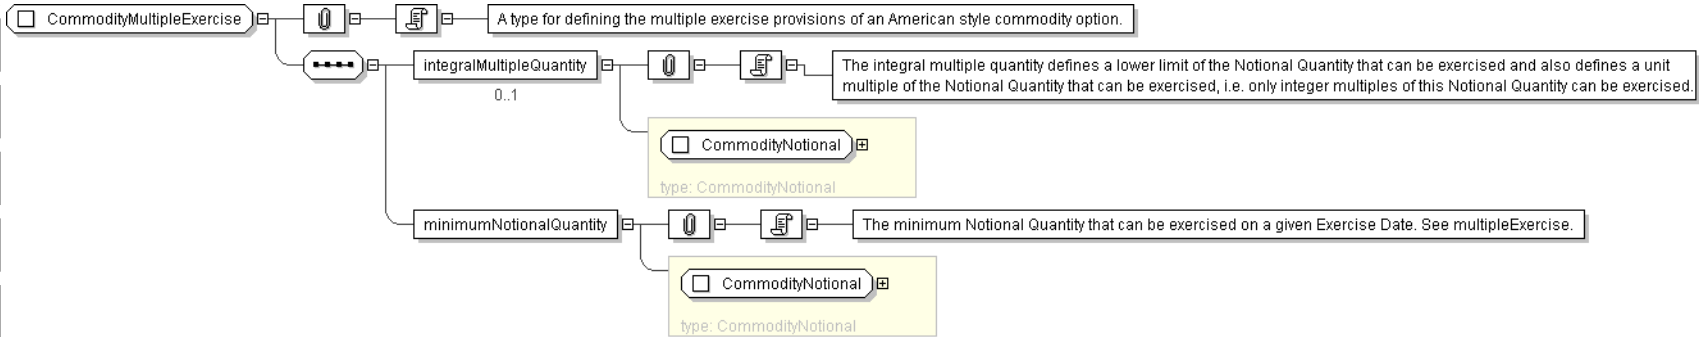 CommodityMultipleExercise
A type for defining the multiple exercise provisions of an American style commodity option.
integralMultipleQuantity
0..1
The integral multiple quantity defines a lower limit of the Notional Quantity that can be exercised and also defines a unit
multiple of the Notional Quantity that can be exercised, i.e. only integer multiples of this Notional Quantity can be exercised.
CommodityNotional
type: CommodityNotional
minimumNotionalQuantity
The minimum Notional Quantity that can be exercised on a given Exercise Date. See multipleExercise.
CommodityNotional
type: CommodityNotional